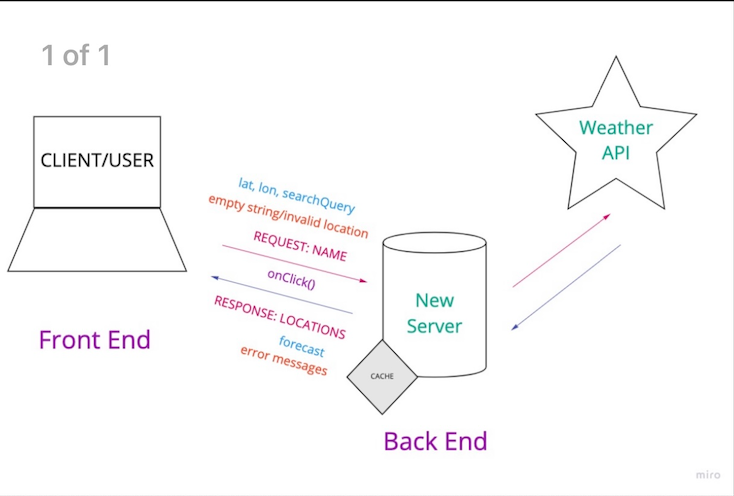 1 of 1
CLIENT/USER
Front End
lat, lon, searchQuery
empty string/invalid location
REQUEST: NAME
onClick()
RESPONSE: LOCATIONS
forecast
error messages
New
Server
CACHE
Back End
Weather
API
miro